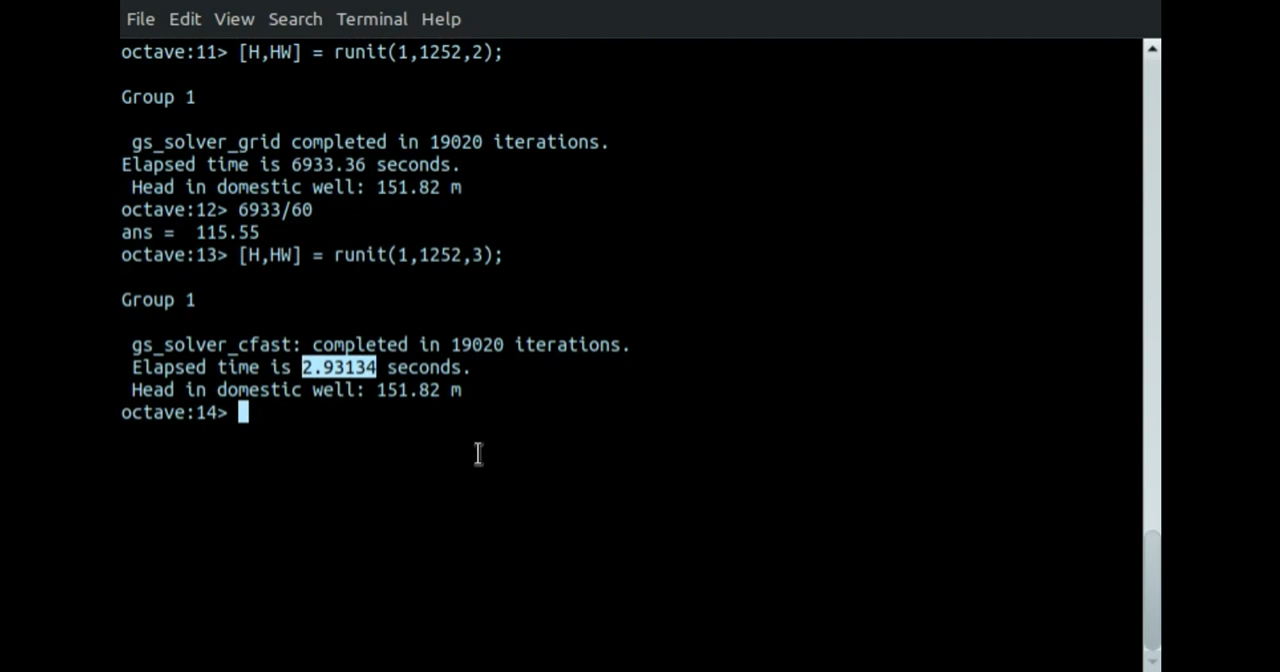 File Edit View Search Terminal Help
octave:11> [H,HW] = runit(1,1252,2);
Group 1
gs_solver_grid completed in 19020 iterations.
Elapsed time is 6933.36 seconds.
Head in domestic well: 151.82 m
octave:12> 6933/60
ans =  115.55
octave:13> [H,HW] = runit(1,1252,3);
Group 1
gs_solver_cfast: completed in 19020 iterations.
Elapsed time is 2.93134 seconds.
Head in domestic well: 151.82 m
octave:14>